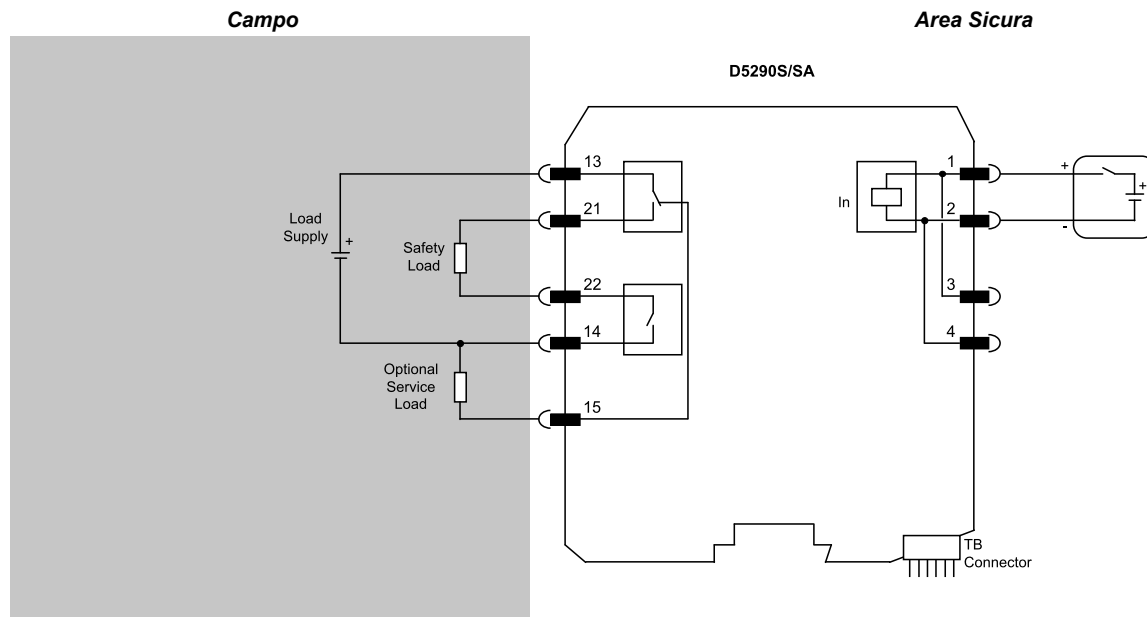 Campo
Area Sicura
D5290S/SA
13
1
+
+
In
21
2
-
Load
Supply
+
Safety
Load
22
3
14
4
Optional
Service
Load
15
TB
Connector